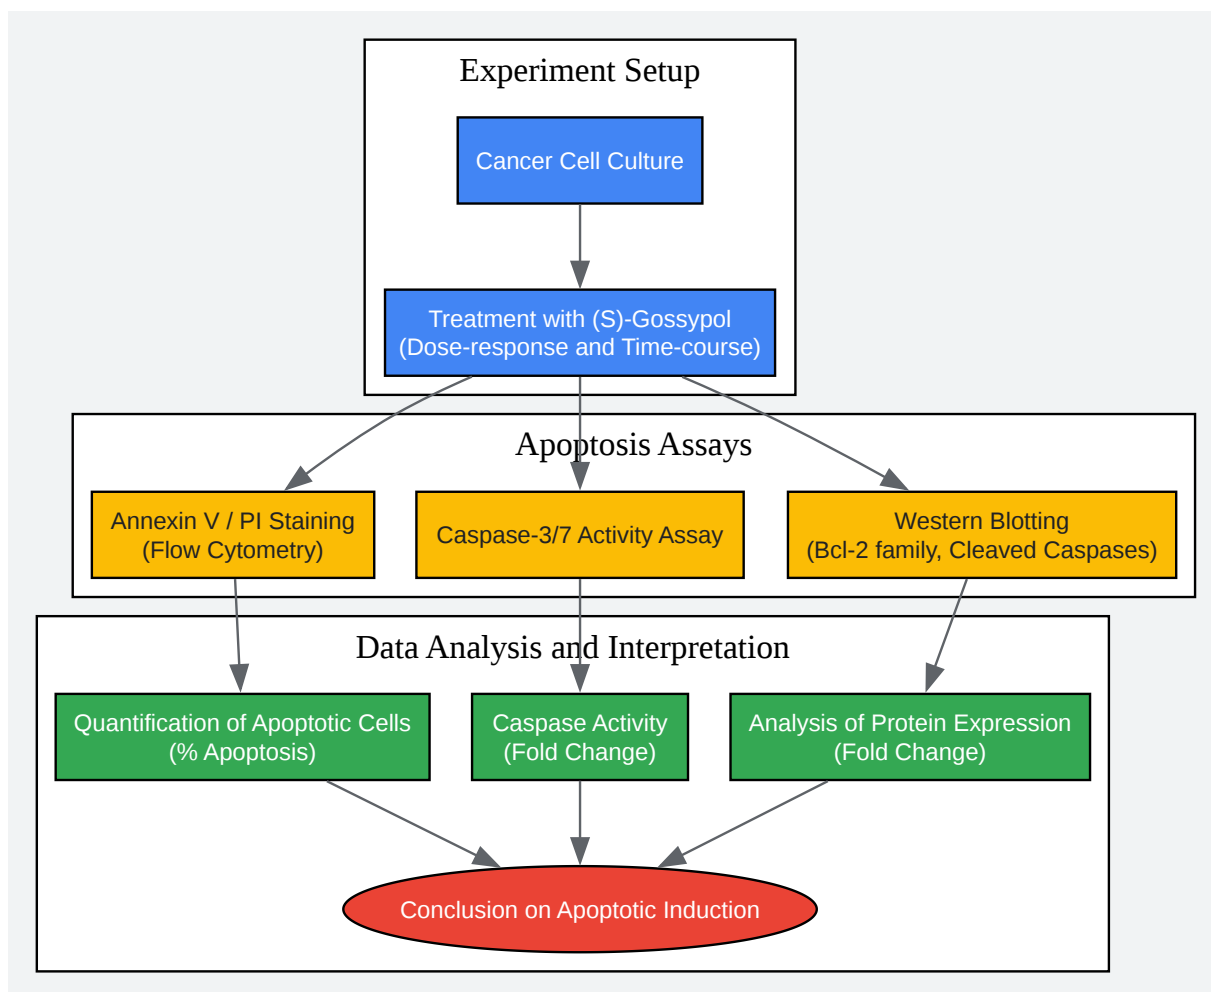 Experiment Setup
Cancer Cell Culture
Treatment with (S)-Gossypol
(Dose-response and Time-course)
Apoptosis Assays
Annexin V / PI Staining
(Flow Cytometry)
Caspase-3/7 Activity Assay
Western Blotting
(Bcl-2 family, Cleaved Caspases)
Data Analysis and Interpretation
Quantification of Apoptotic Cells
(% Apoptosis)
Caspase Activity
(Fold Change)
Analysis of Protein Expression
(Fold Change)
Conclusion on Apoptotic Induction